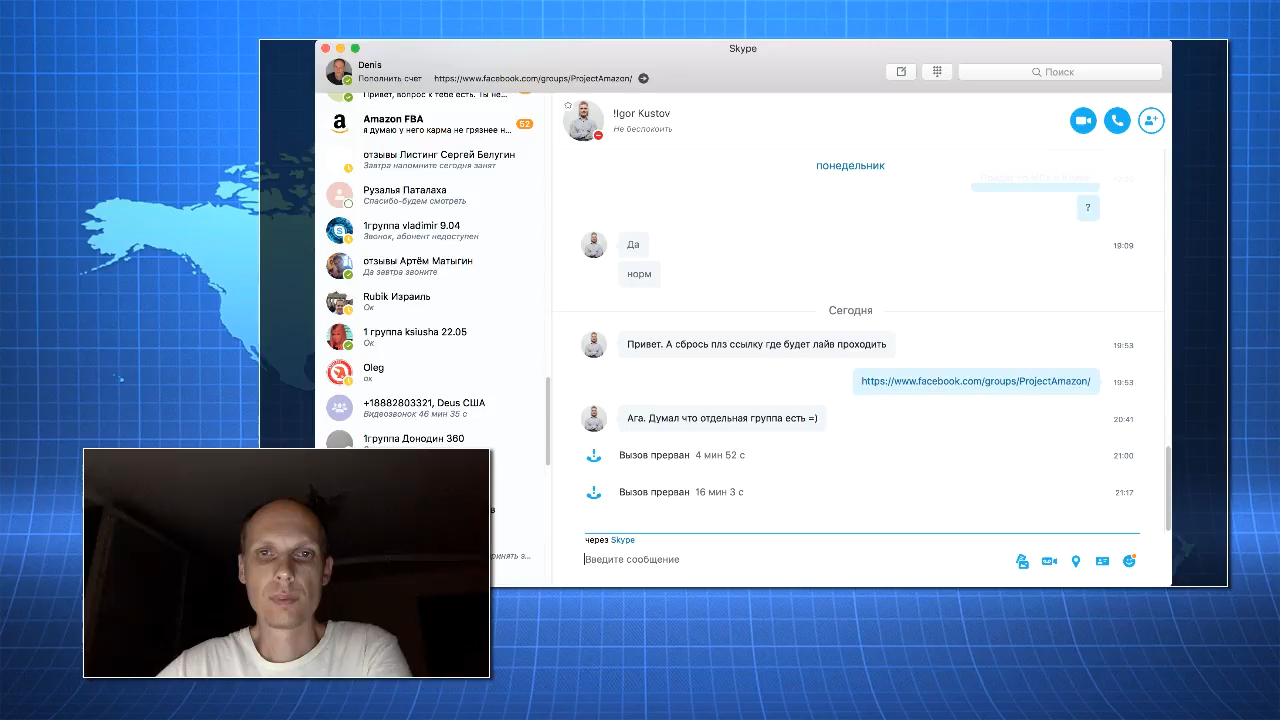 Skype
Denis
Пополнить счет https://www.facebook.com/groups/ProjectAmazon/
Поиск
Привет, вопрос к тебе есть. Ты не...
Amazon FBA
я думаю у него карма не грязнее н...
52
отзывы Листинг Сергей Белугин
Завтра напомните сегодня занят
Рузалья Паталаха
Спасибо-будем смотреть
1группа vladimir 9.04
Звонок, абонент недоступен
отзывы Артём Матыгин
Да завтра звоните
Rubik Израиль
Ок
1 группа ksiusha 22.05
Ок
Oleg
ок
+18882803321, Deus США
Видеозвонок 46 мин 35 с
1группа Донодин 360
!Igor Kustov
Не беспокоить
понедельник
?
Да
19:09
норм
Сегодня
Привет. А сбрось плз ссылку где будет лайв проходить
19:53
https://www.facebook.com/groups/ProjectAmazon/
19:53
Ага. Думал что отдельная группа есть =)
20:41
Вызов прерван 4 мин 52 с
21:00
Вызов прерван 16 мин 3 с
21:17
через Skype
Введите сообщение